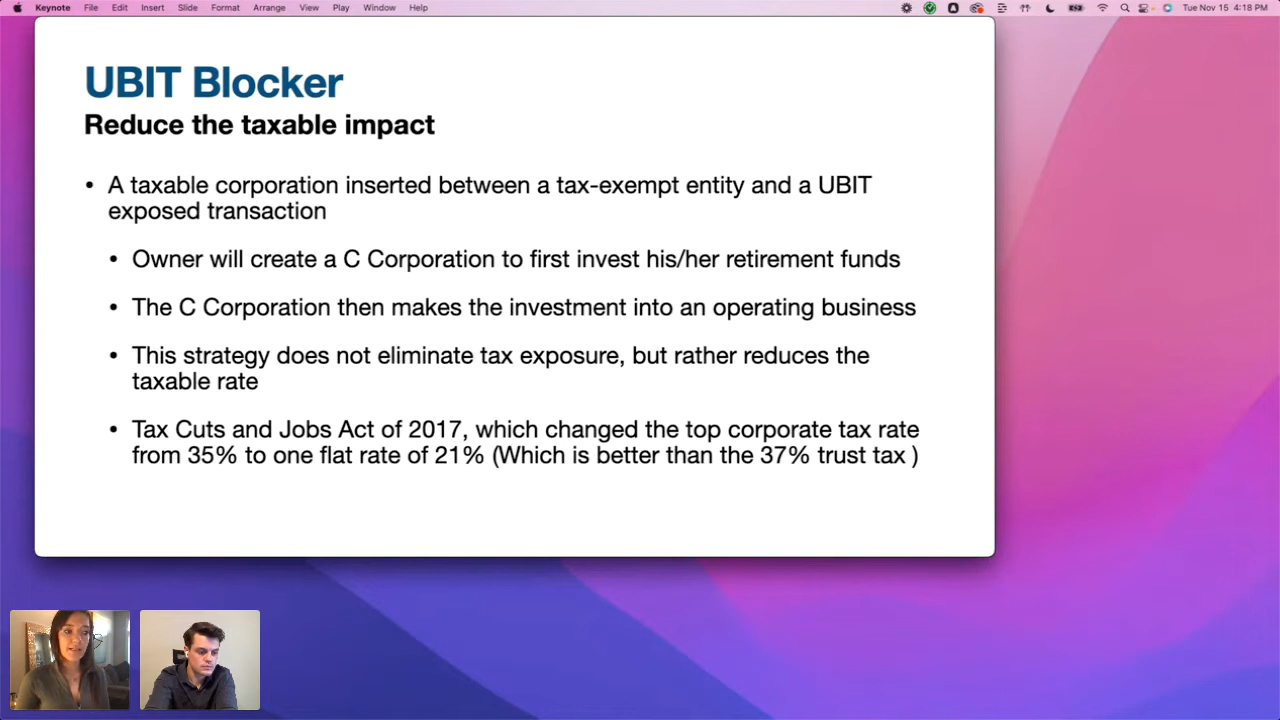 Keynote File Edit Insert Slide Format Arrange View Play Window Help Tue Nov 15 4:18 PM
UBIT Blocker
Reduce the taxable impact
• A taxable corporation inserted between a tax-exempt entity and a UBIT
exposed transaction
• Owner will create a C Corporation to first invest his/her retirement funds
• The C Corporation then makes the investment into an operating business
• This strategy does not eliminate tax exposure, but rather reduces the
taxable rate
• Tax Cuts and Jobs Act of 2017, which changed the top corporate tax rate
from 35% to one flat rate of 21% (Which is better than the 37% trust tax )